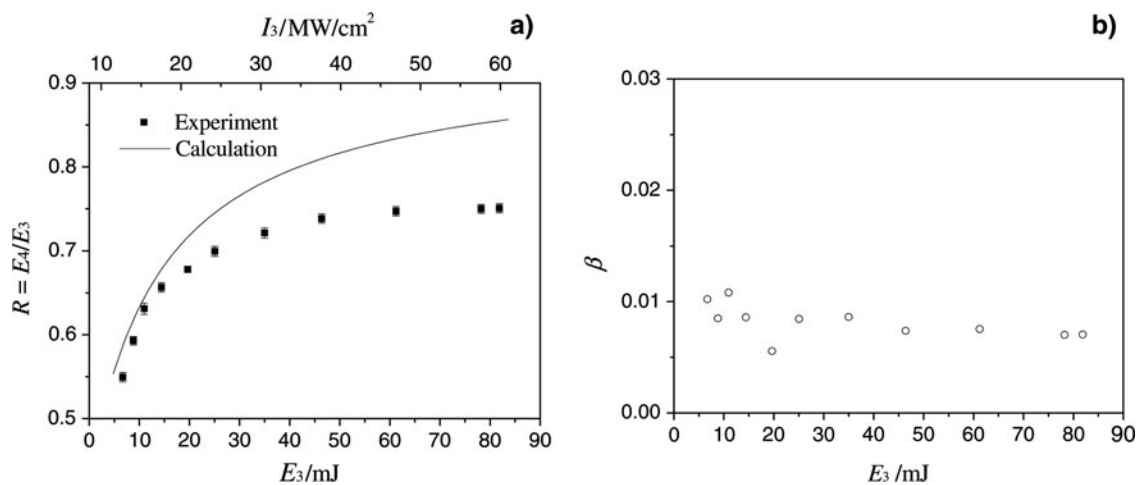 I₃/MW/cm²
a)
10 20 30 40 50 60
0.9
0.8
0.7
0.6
0.5
R = E₄/E₃
Experiment
Calculation
0 10 20 30 40 50 60 70 80 90
E₃/mJ
b)
0.03
0.02
0.01
0.00
β
0 10 20 30 40 50 60 70 80 90
E₃/mJ